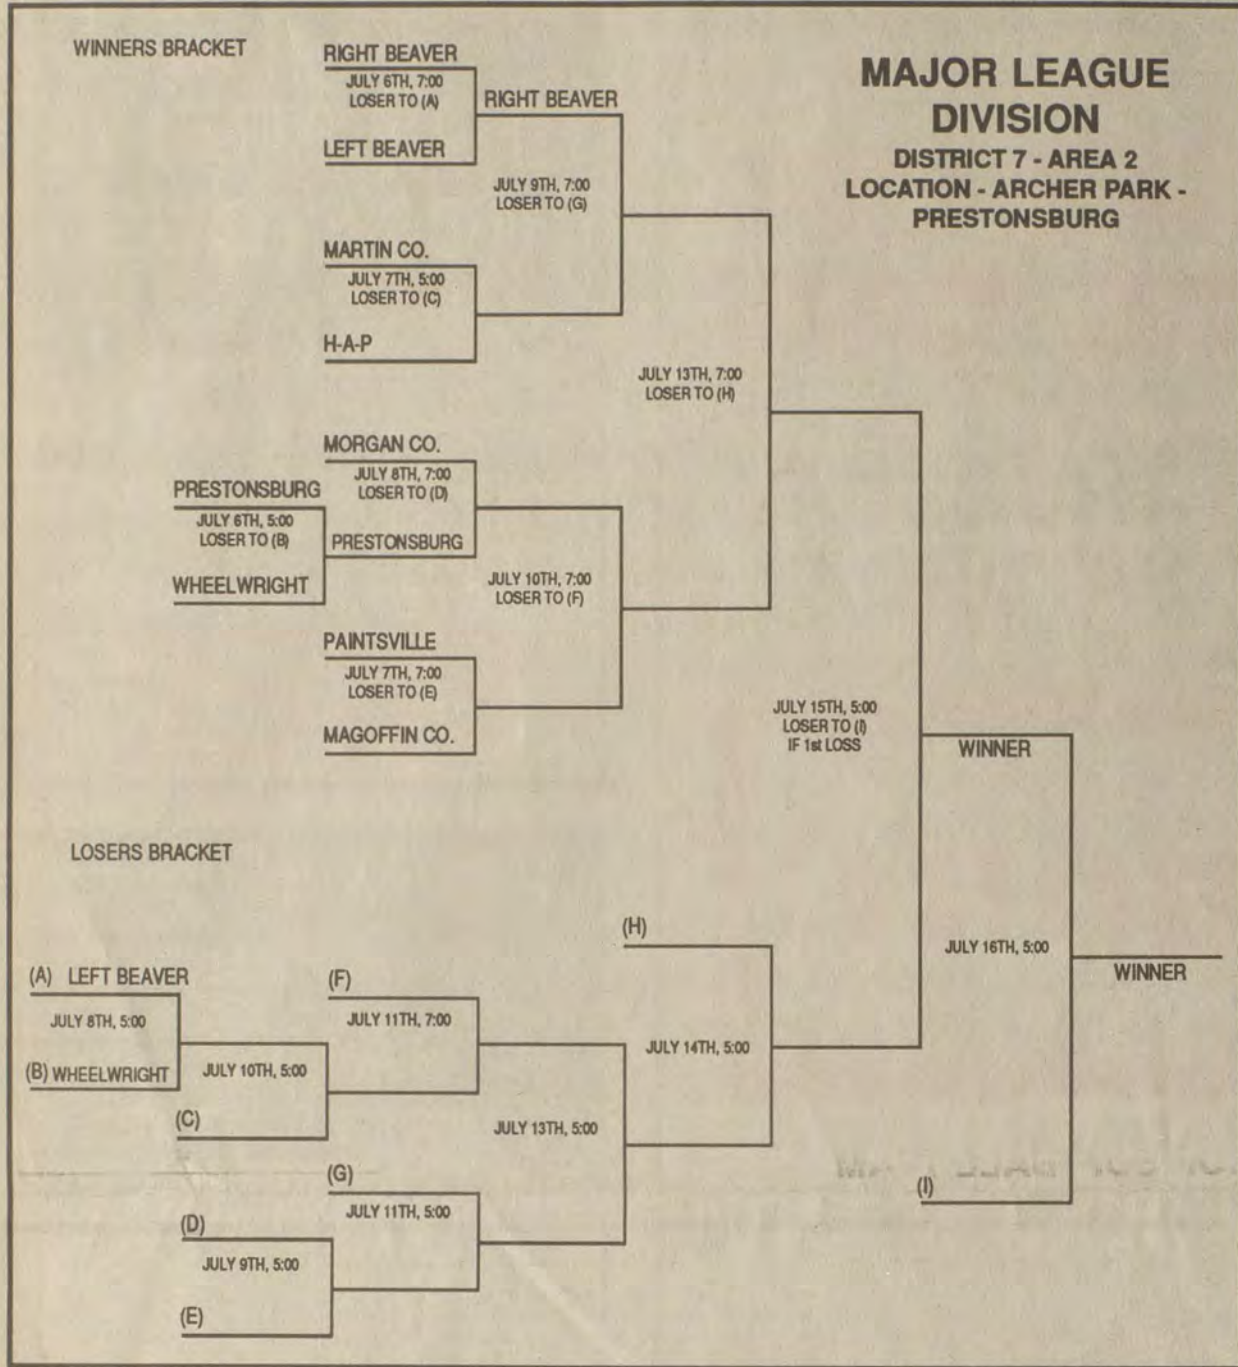 WINNERS BRACKET
MAJOR LEAGUE
DIVISION
DISTRICT 7 - AREA 2
LOCATION - ARCHER PARK -
PRESTONSBURG
RIGHT BEAVER
JULY 6TH, 7:00
LOSER TO (A)
RIGHT BEAVER
LEFT BEAVER
JULY 9TH, 7:00
LOSER TO (G)
MARTIN CO.
JULY 7TH, 5:00
LOSER TO (C)
H-A-P
JULY 13TH, 7:00
LOSER TO (H)
MORGAN CO.
JULY 8TH, 7:00
LOSER TO (D)
PRESTONSBURG
JULY 6TH, 5:00
LOSER TO (B)
PRESTONSBURG
WHEELWRIGHT
JULY 10TH, 7:00
LOSER TO (F)
PAINTSVILLE
JULY 7TH, 7:00
LOSER TO (E)
MAGOFFIN CO.
JULY 15TH, 5:00
LOSER TO (I)
IF 1st LOSS
WINNER
LOSERS BRACKET
(H)
JULY 16TH, 5:00
WINNER
(A) LEFT BEAVER
JULY 8TH, 5:00
(B) WHEELWRIGHT
(F)
JULY 11TH, 7:00
JULY 10TH, 5:00
(C)
JULY 14TH, 5:00
JULY 13TH, 5:00
(G)
JULY 11TH, 5:00
(I)
(D)
JULY 9TH, 5:00
(E)